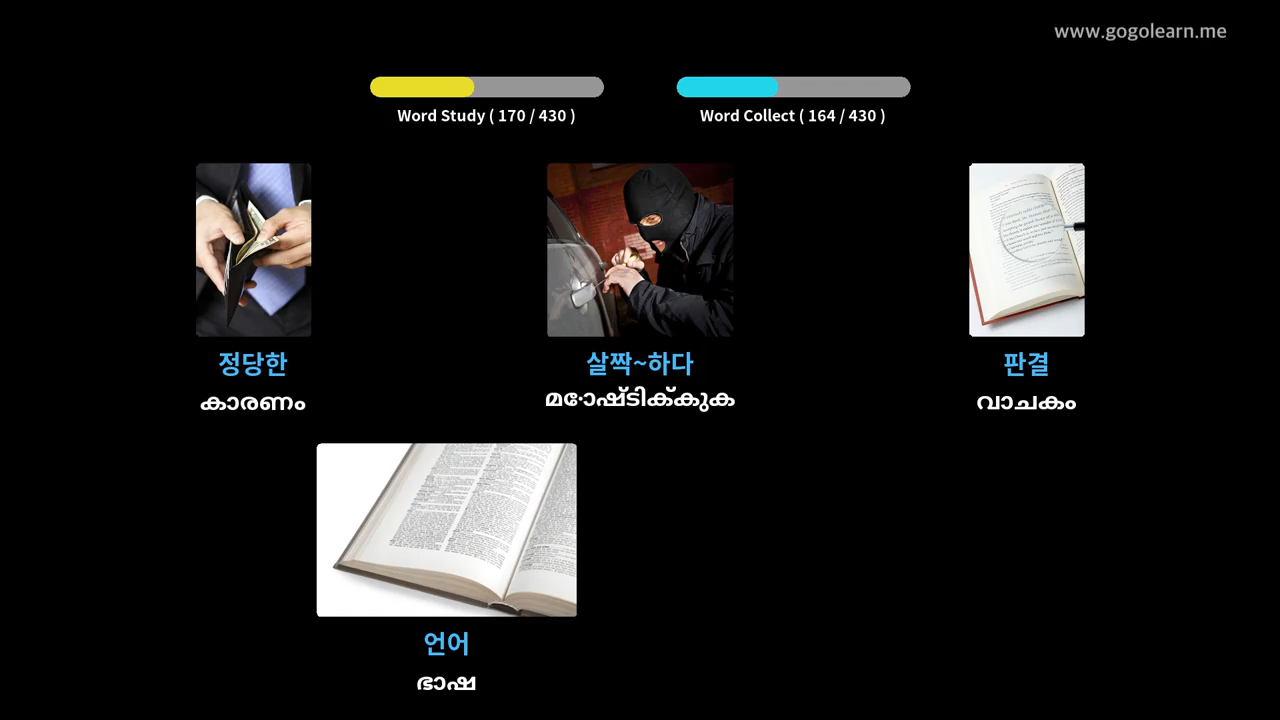 www.gogolearn.me
Word Study ( 170 / 430 )
Word Collect ( 164 / 430 )
정당한
살짝~하다
판결
കാരണം
മോഷ്ടിക്കുക
വാചകം
언어
ഭാഷ